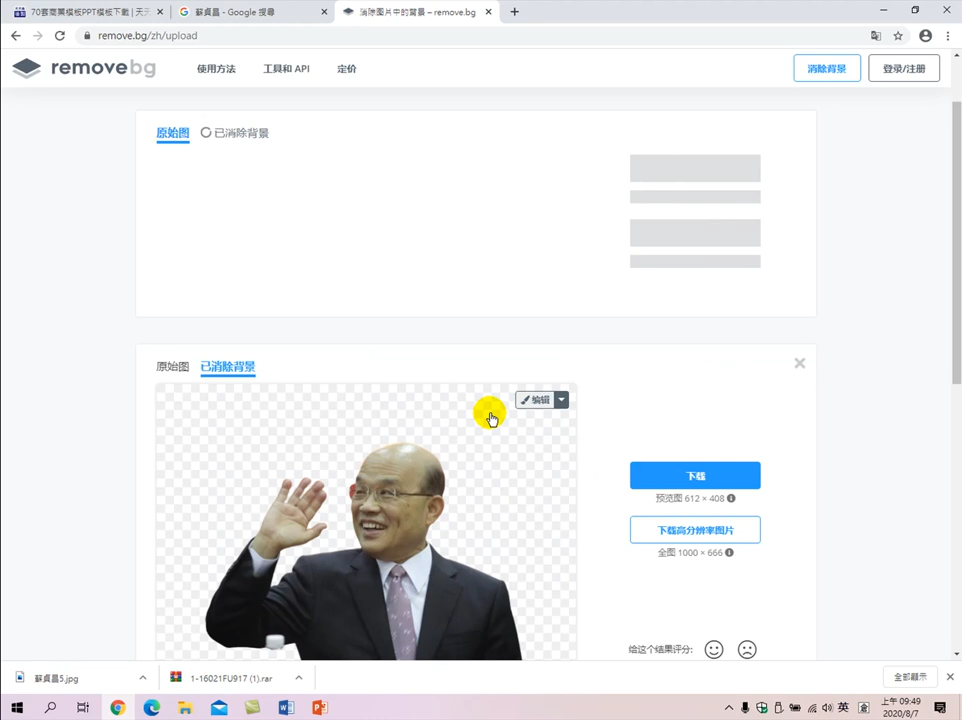 70套商業模板PPT模板下載 | 天天
蘇貞昌 - Google 搜尋
消除图片中的背景 – remove.bg
remove.bg/zh/upload
removebg
使用方法
工具和 API
定价
消除背景
登录/注册
原始图
已消除背景
原始图
已消除背景
编辑
下载
预览图 612 × 408
下载高分辨率图片
全图 1000 × 666
给这个结果评分:
蘇貞昌5.jpg
1-16021FU917 (1).rar
全部顯示
英
上午 09:49
2020/8/7